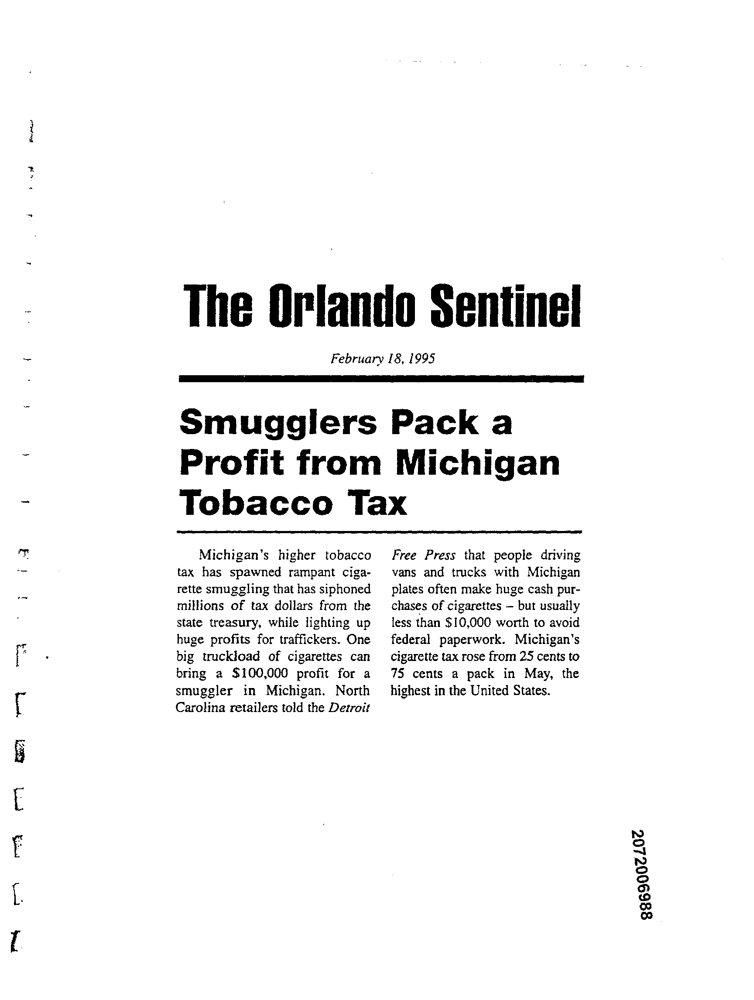 The Orlando Sentinel
February 18, 1995
Smugglers Pack a
Profit from Michigan
Tobacco Tax
Michigan's higher tobacco
tax has spawned rampant ciga-
rette smuggling that has siphoned
millions of tax dollars from the
state treasury, while lighting up
huge profits for traffickers. One
big truckload of cigarettes can
bring a $100,000 profit for a
smuggler in Michigan. North
Carolina retailers told the Detroit
Free Press that people driving
vans and trucks with Michigan
plates often make huge cash pur-
chases of cigarettes – but usually
less than $10,000 worth to avoid
federal paperwork. Michigan's
cigarette tax rose from 25 cents to
75 cents a pack in May, the
highest in the United States.
2072006988